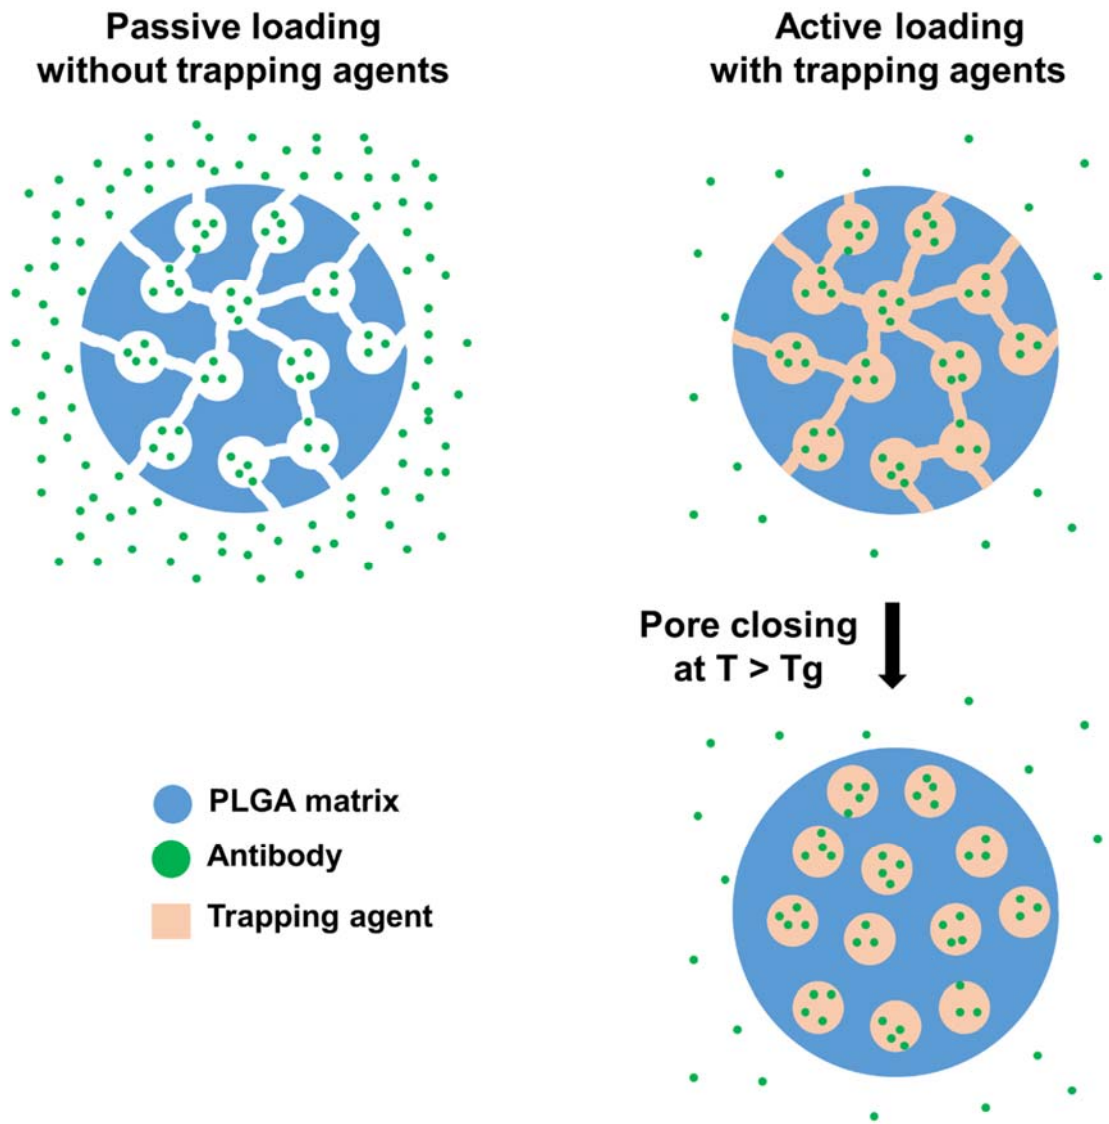 Passive loading
without trapping agents
Active loading
with trapping agents
Pore closing
at T > Tg
PLGA matrix
Antibody
Trapping agent